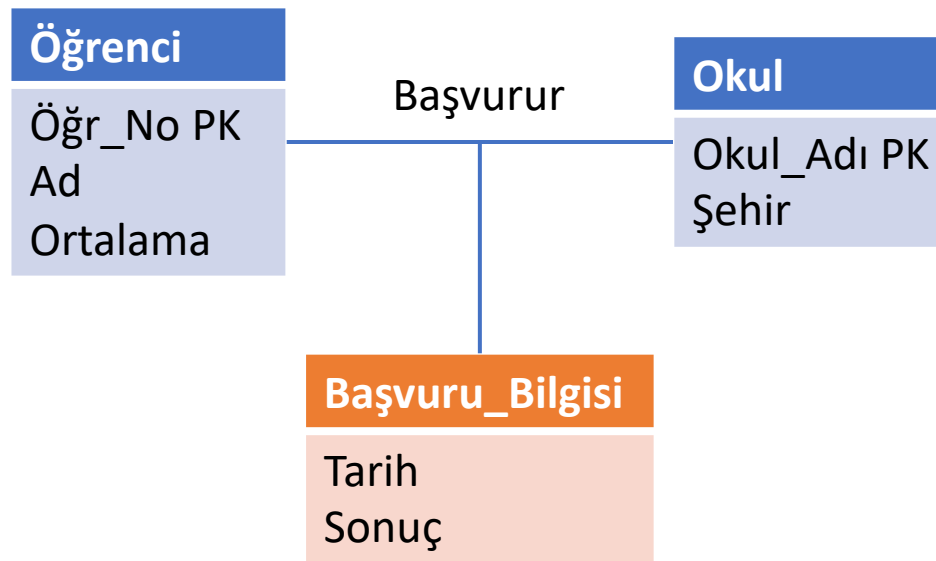 Öğrenci
Öğr_No PK
Ad
Ortalama
Başvurur
Okul
Okul_Adı PK
Şehir
Başvuru_Bilgisi
Tarih
Sonuç